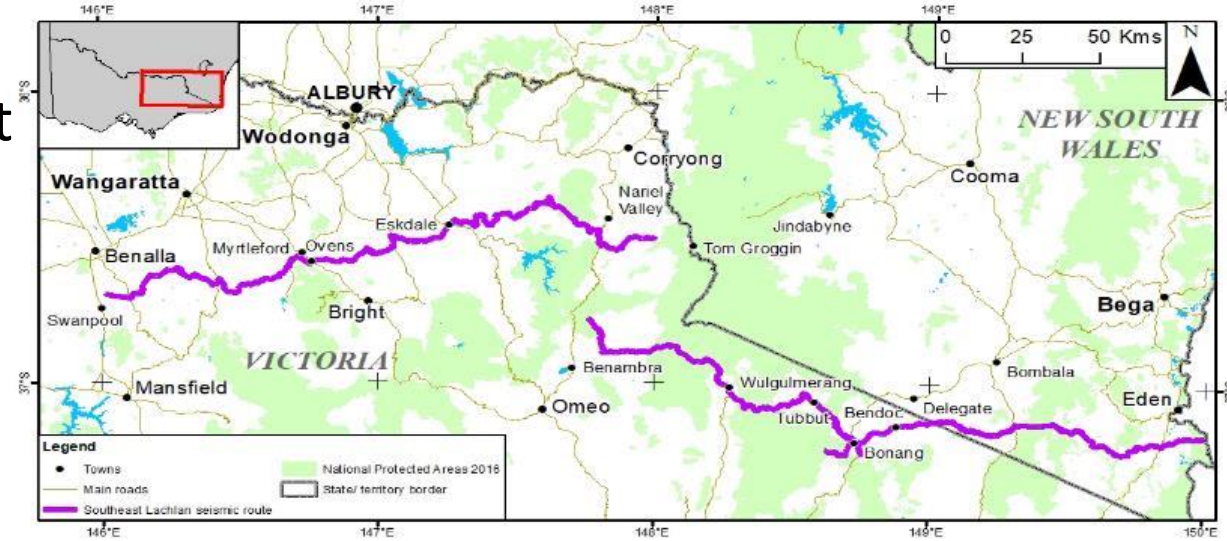 146°E 147°E 148°E 149°E
0 25 50 Kms
N
t
36°S
ALBURY
Wodonga
NEW SOUTH
WALES
Corryong
Cooma
Wangaratta
Nariel
Valley
Eskdale
Jindabyne
Myrtleford
Ovens
Tom Groggin
Benalla
Bright
Bega
Swanpool
VICTORIA
Benambra
Bombala
37°S
Mansfield
Wulgulmerang
Omeo
Eden
Tubbut
Bendoc
Delegate
Bonang
Legend
Towns
National Protected Areas 2016
Main roads
State/ territory border
Southeast Lachlan seismic route
146°E 147°E 148°E 149°E 150°E